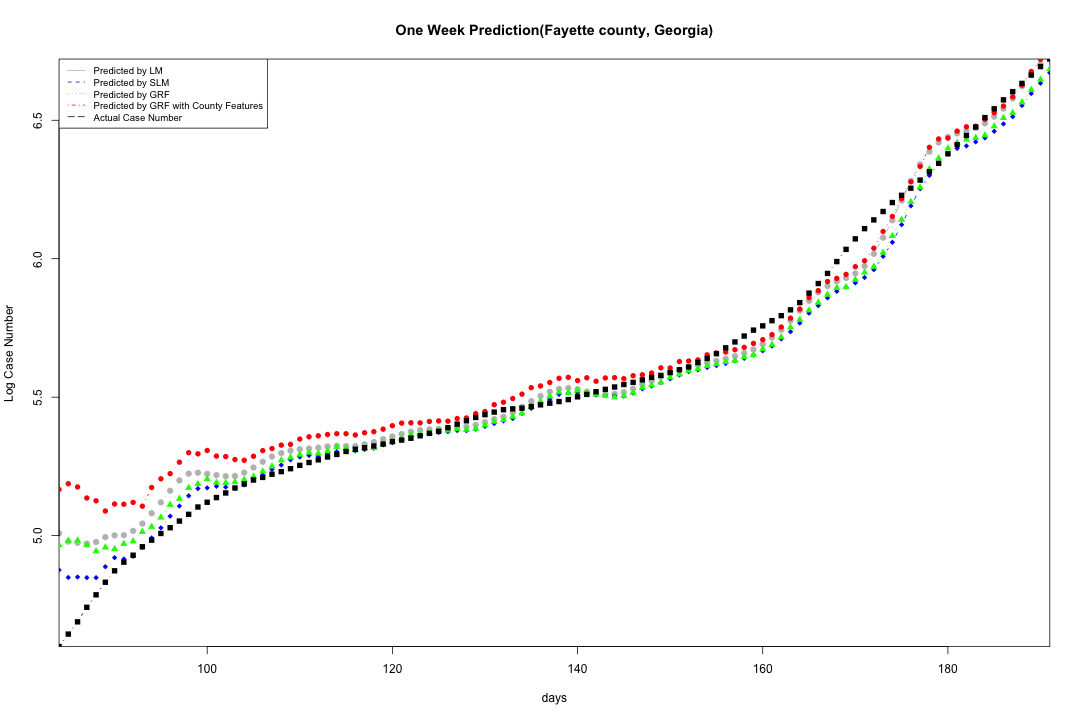 One Week Prediction(Fayette county, Georgia)
Predicted by LM
Predicted by SLM
Predicted by GRF
Predicted by GRF with County Features
Actual Case Number
6.5
6.0
5.5
5.0
Log Case Number
100 120 140 160 180
days